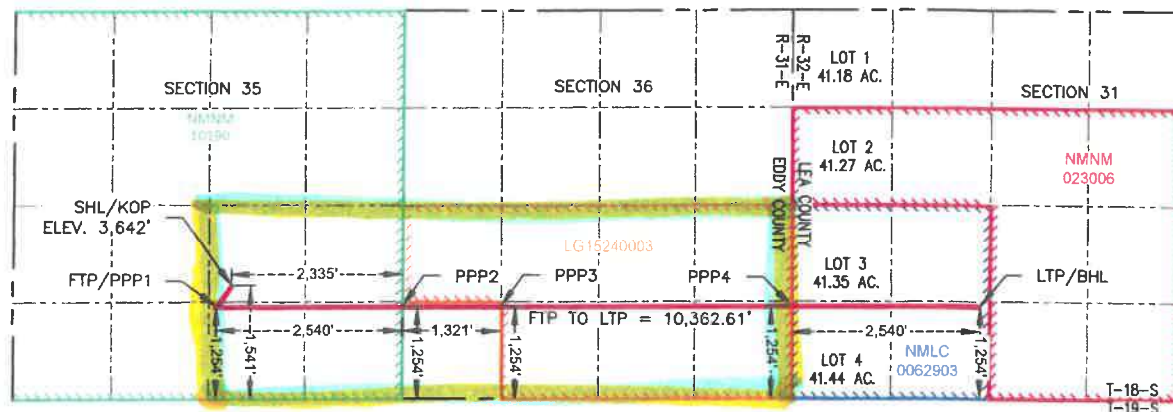 SECTION 35
SECTION 36
SECTION 31
R-31-E
R-32-E
LOT 1
41.18 AC.
NMNM
10190
LOT 2
41.27 AC.
NMNM
023006
EDDY COUNTY
LEA COUNTY
SHL/KOP
ELEV. 3,642'
LG15240003
2,335'
FTP/PPP1
PPP2
PPP3
PPP4
LOT 3
41.35 AC.
LTP/BHL
FTP TO LTP = 10,362.61'
2,540'
1,321'
2,540'
1,254'
1,541'
1,254'
1,254'
1,254'
1,254'
LOT 4
41.44 AC.
NMLC
0062903
T-18-S
T-19-S